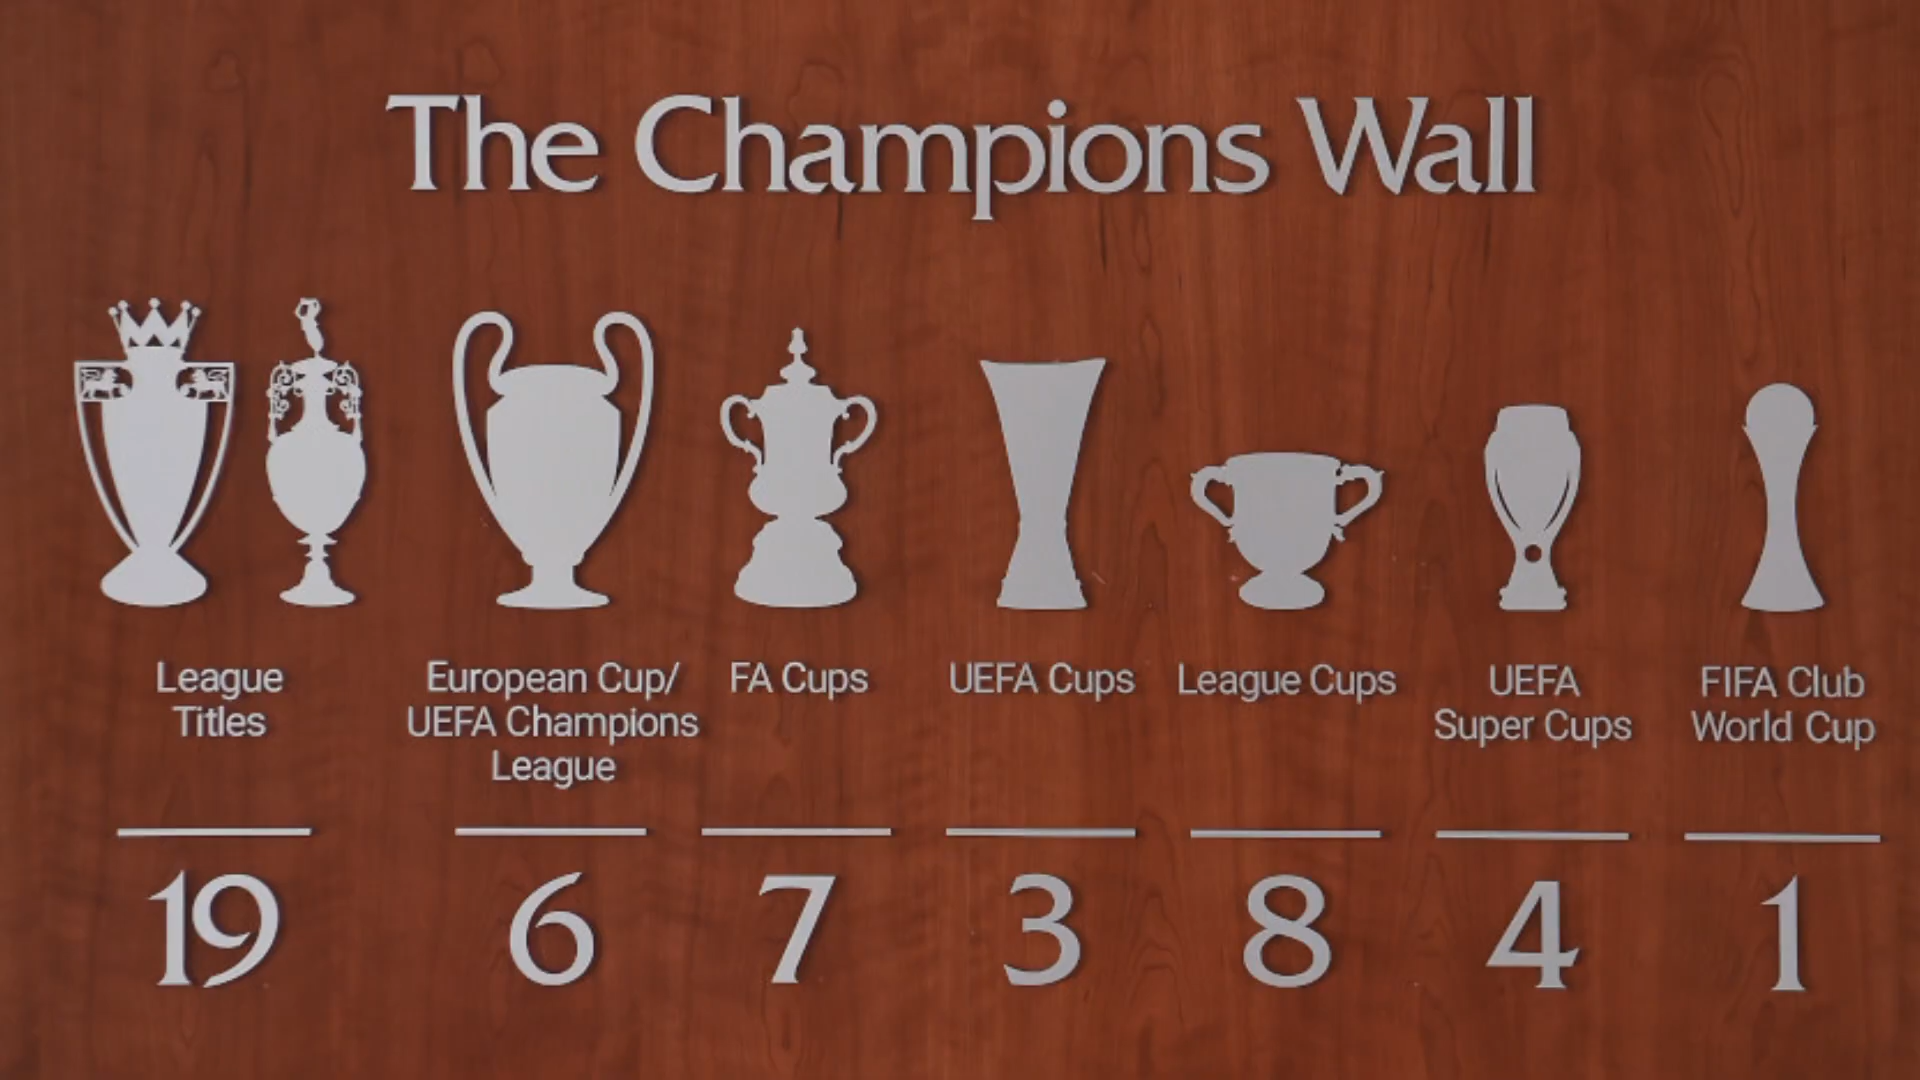 The Champions Wall
League
Titles
European Cup/
UEFA Champions
League
FA Cups
UEFA Cups
League Cups
UEFA
Super Cups
FIFA Club
World Cup
19
6
7
3
8
4
1